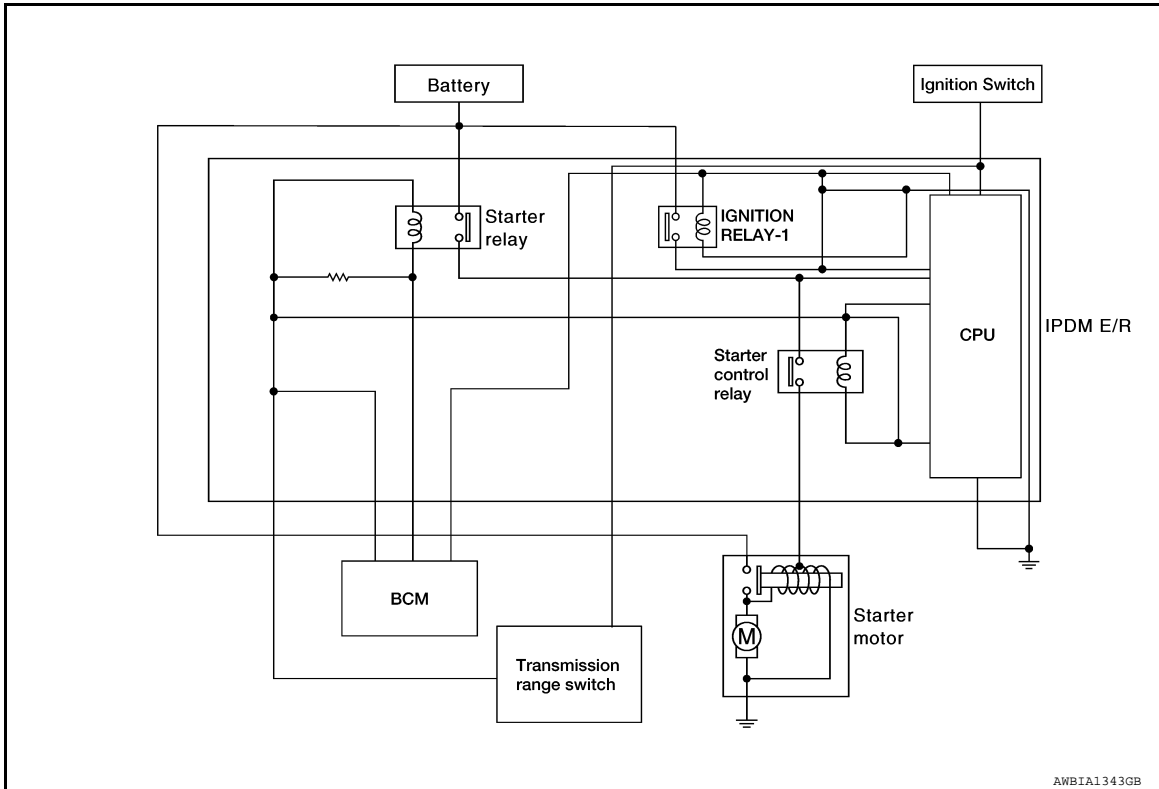 Battery
Ignition Switch
Starter
relay
IGNITION
RELAY-1
CPU
IPDM E/R
Starter
control
relay
BCM
Transmission
range switch
M
Starter
motor
AWBIA1343GB